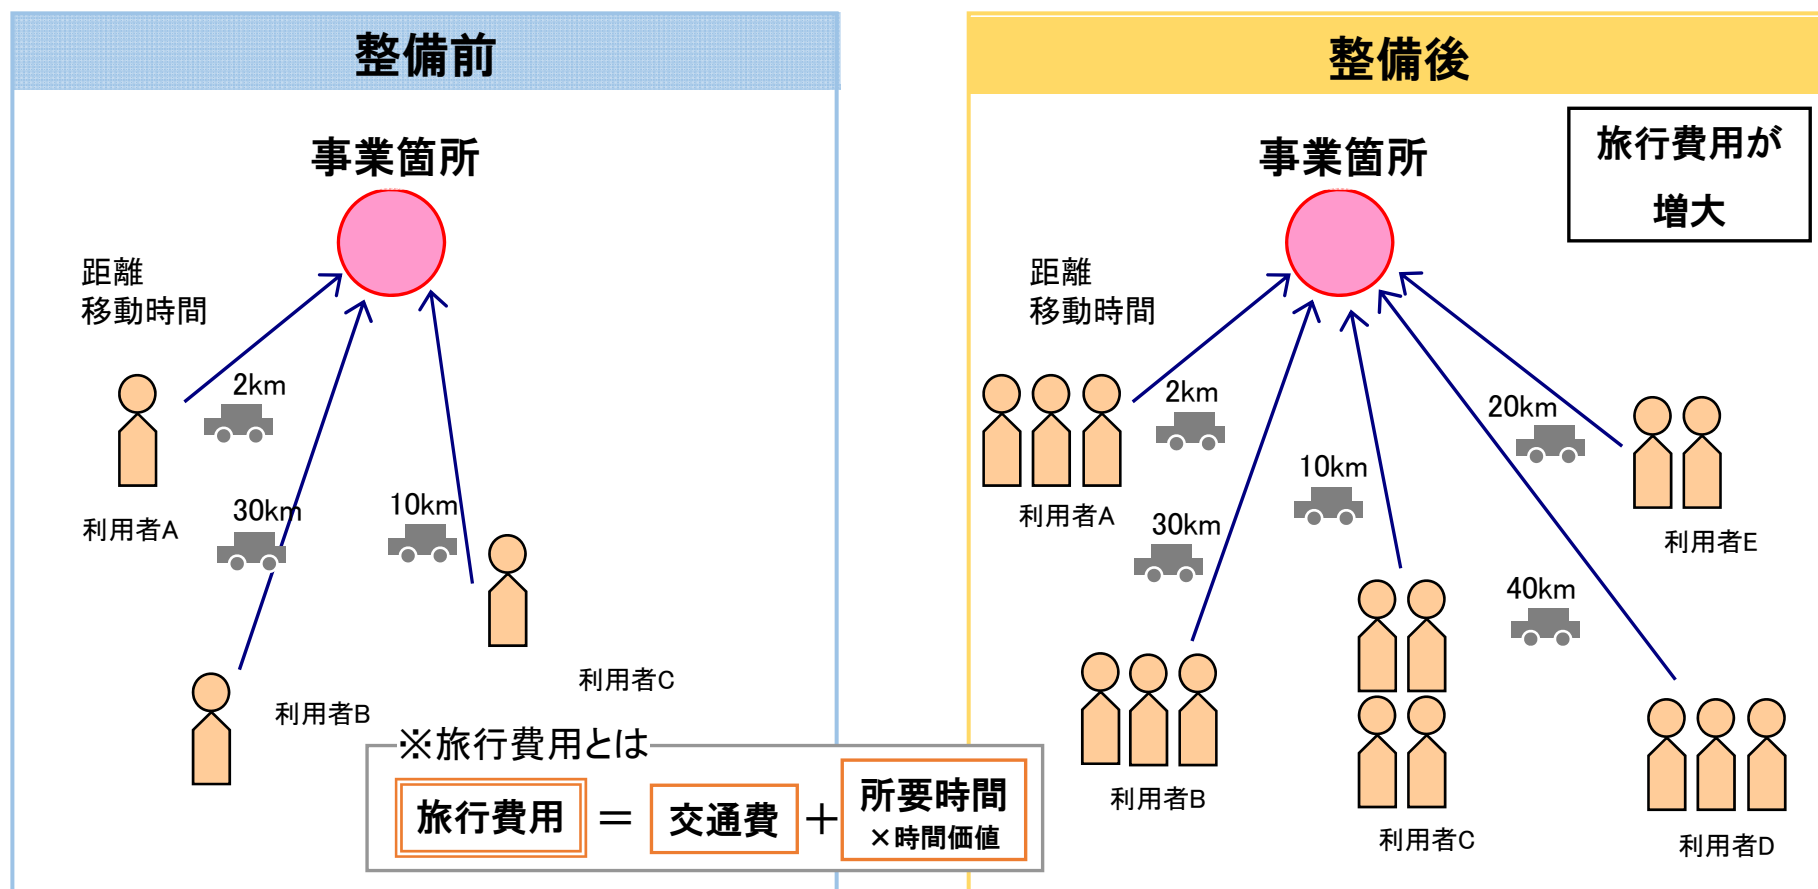 整備前
事業箇所
距離
移動時間
2km
利用者A
30km
10km
利用者C
利用者B
整備後
旅行費用が
増大
事業箇所
距離
移動時間
2km
利用者A
30km
10km
20km
利用者E
40km
利用者B
利用者C
利用者D
※旅行費用とは
旅行費用 = 交通費 + 所要時間
×時間価値